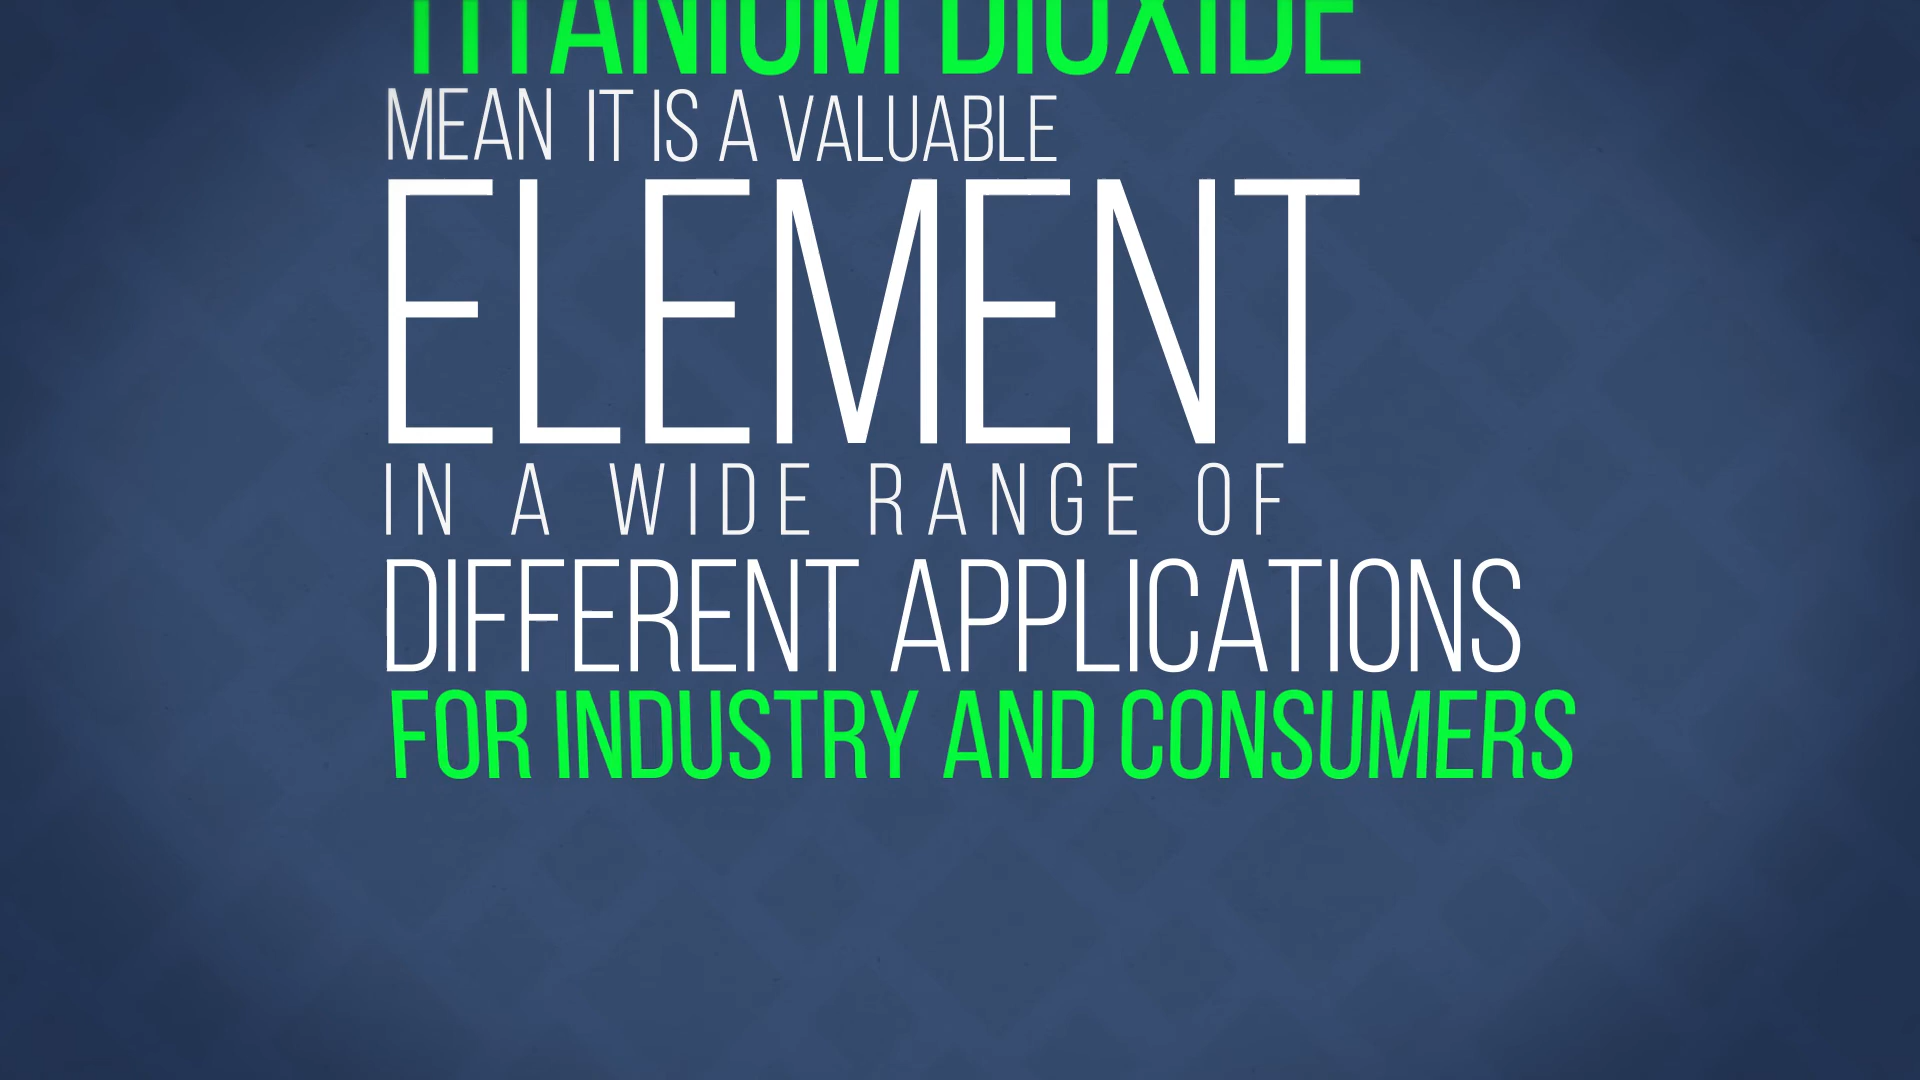 TITANIUM DIOXIDE
MEAN IT IS A VALUABLE
ELEMENT
IN A WIDE RANGE OF
DIFFERENT APPLICATIONS
FOR INDUSTRY AND CONSUMERS